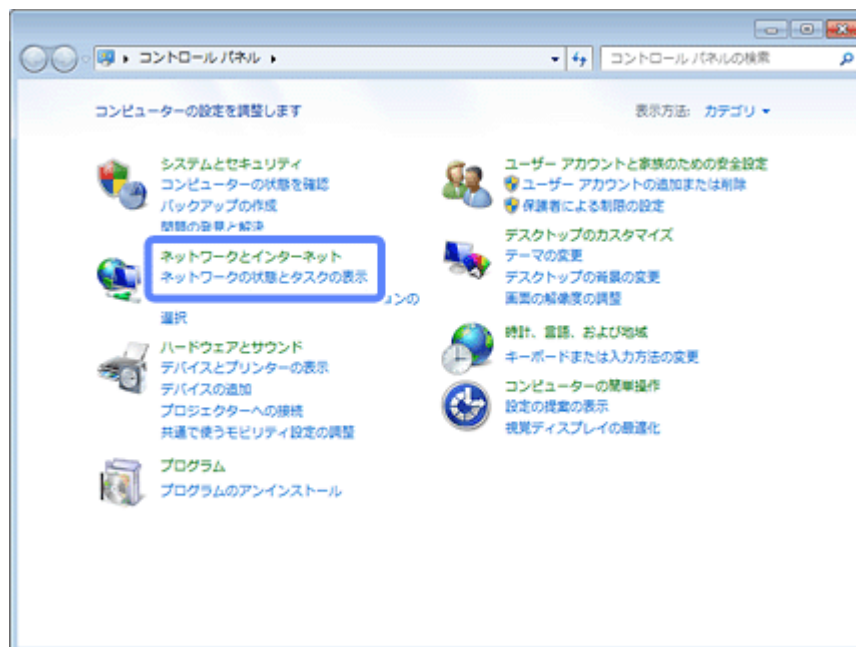 コントロール パネル
コントロール パネルの検索
コンピューターの設定を調整します
表示方法: カテゴリ
システムとセキュリティ
コンピューターの状態を確認
バックアップの作成
問題の発見と解決
ネットワークとインターネット
ネットワークの状態とタスクの表示
ョンの
選択
ハードウェアとサウンド
デバイスとプリンターの表示
デバイスの追加
プロジェクターへの接続
共通で使うモビリティ設定の調整
プログラム
プログラムのアンインストール
ユーザー アカウントと家族のための安全設定
ユーザー アカウントの追加または削除
保護者による制限の設定
デスクトップのカスタマイズ
テーマの変更
デスクトップの背景の変更
画面の解像度の調整
時計、言語、および地域
キーボードまたは入力方法の変更
コンピューターの簡単操作
設定の提案の表示
視覚ディスプレイの最適化